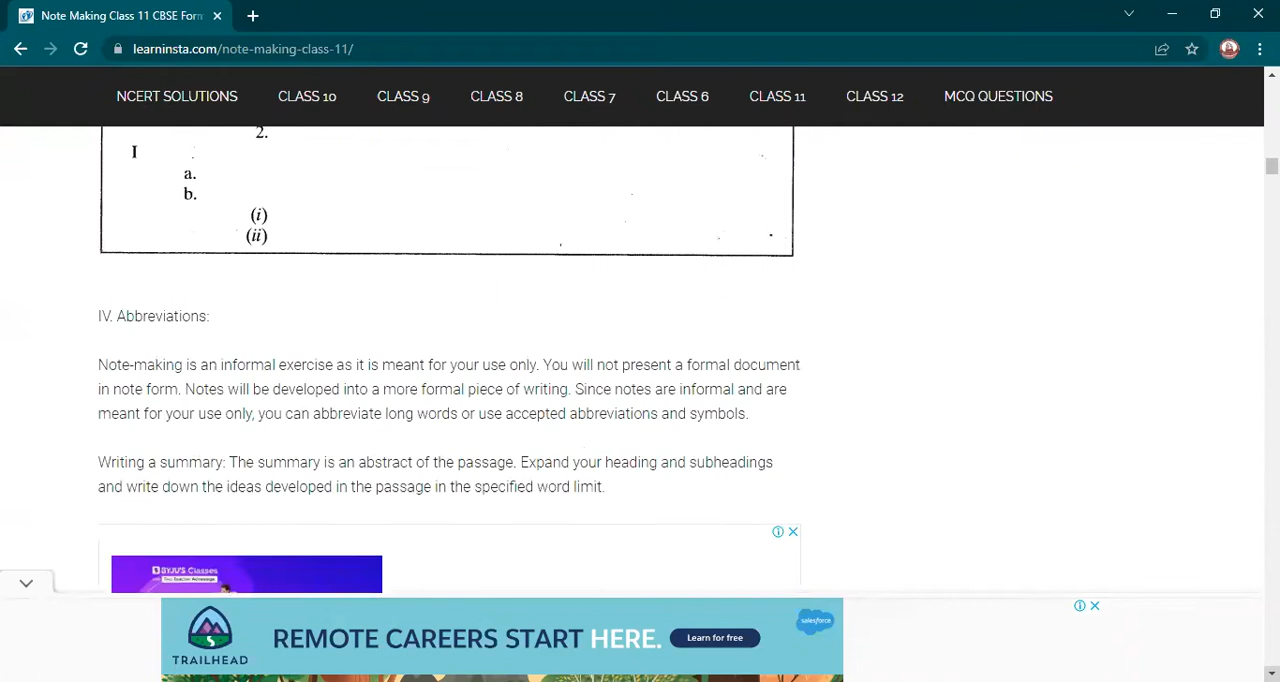 Note Making Class 11 CBSE Form
learninsta.com/note-making-class-11/
NCERT SOLUTIONS CLASS 10 CLASS 9 CLASS 8 CLASS 7 CLASS 6 CLASS 11 CLASS 12 MCQ QUESTIONS
2.
I
a.
b.
(i)
(ii)
IV. Abbreviations:
Note-making is an informal exercise as it is meant for your use only. You will not present a formal document
in note form. Notes will be developed into a more formal piece of writing. Since notes are informal and are
meant for your use only, you can abbreviate long words or use accepted abbreviations and symbols.
Writing a summary: The summary is an abstract of the passage. Expand your heading and subheadings
and write down the ideas developed in the passage in the specified word limit.
BYJU'S Classes
TRAILHEAD
REMOTE CAREERS START HERE.
Learn for free
salesforce